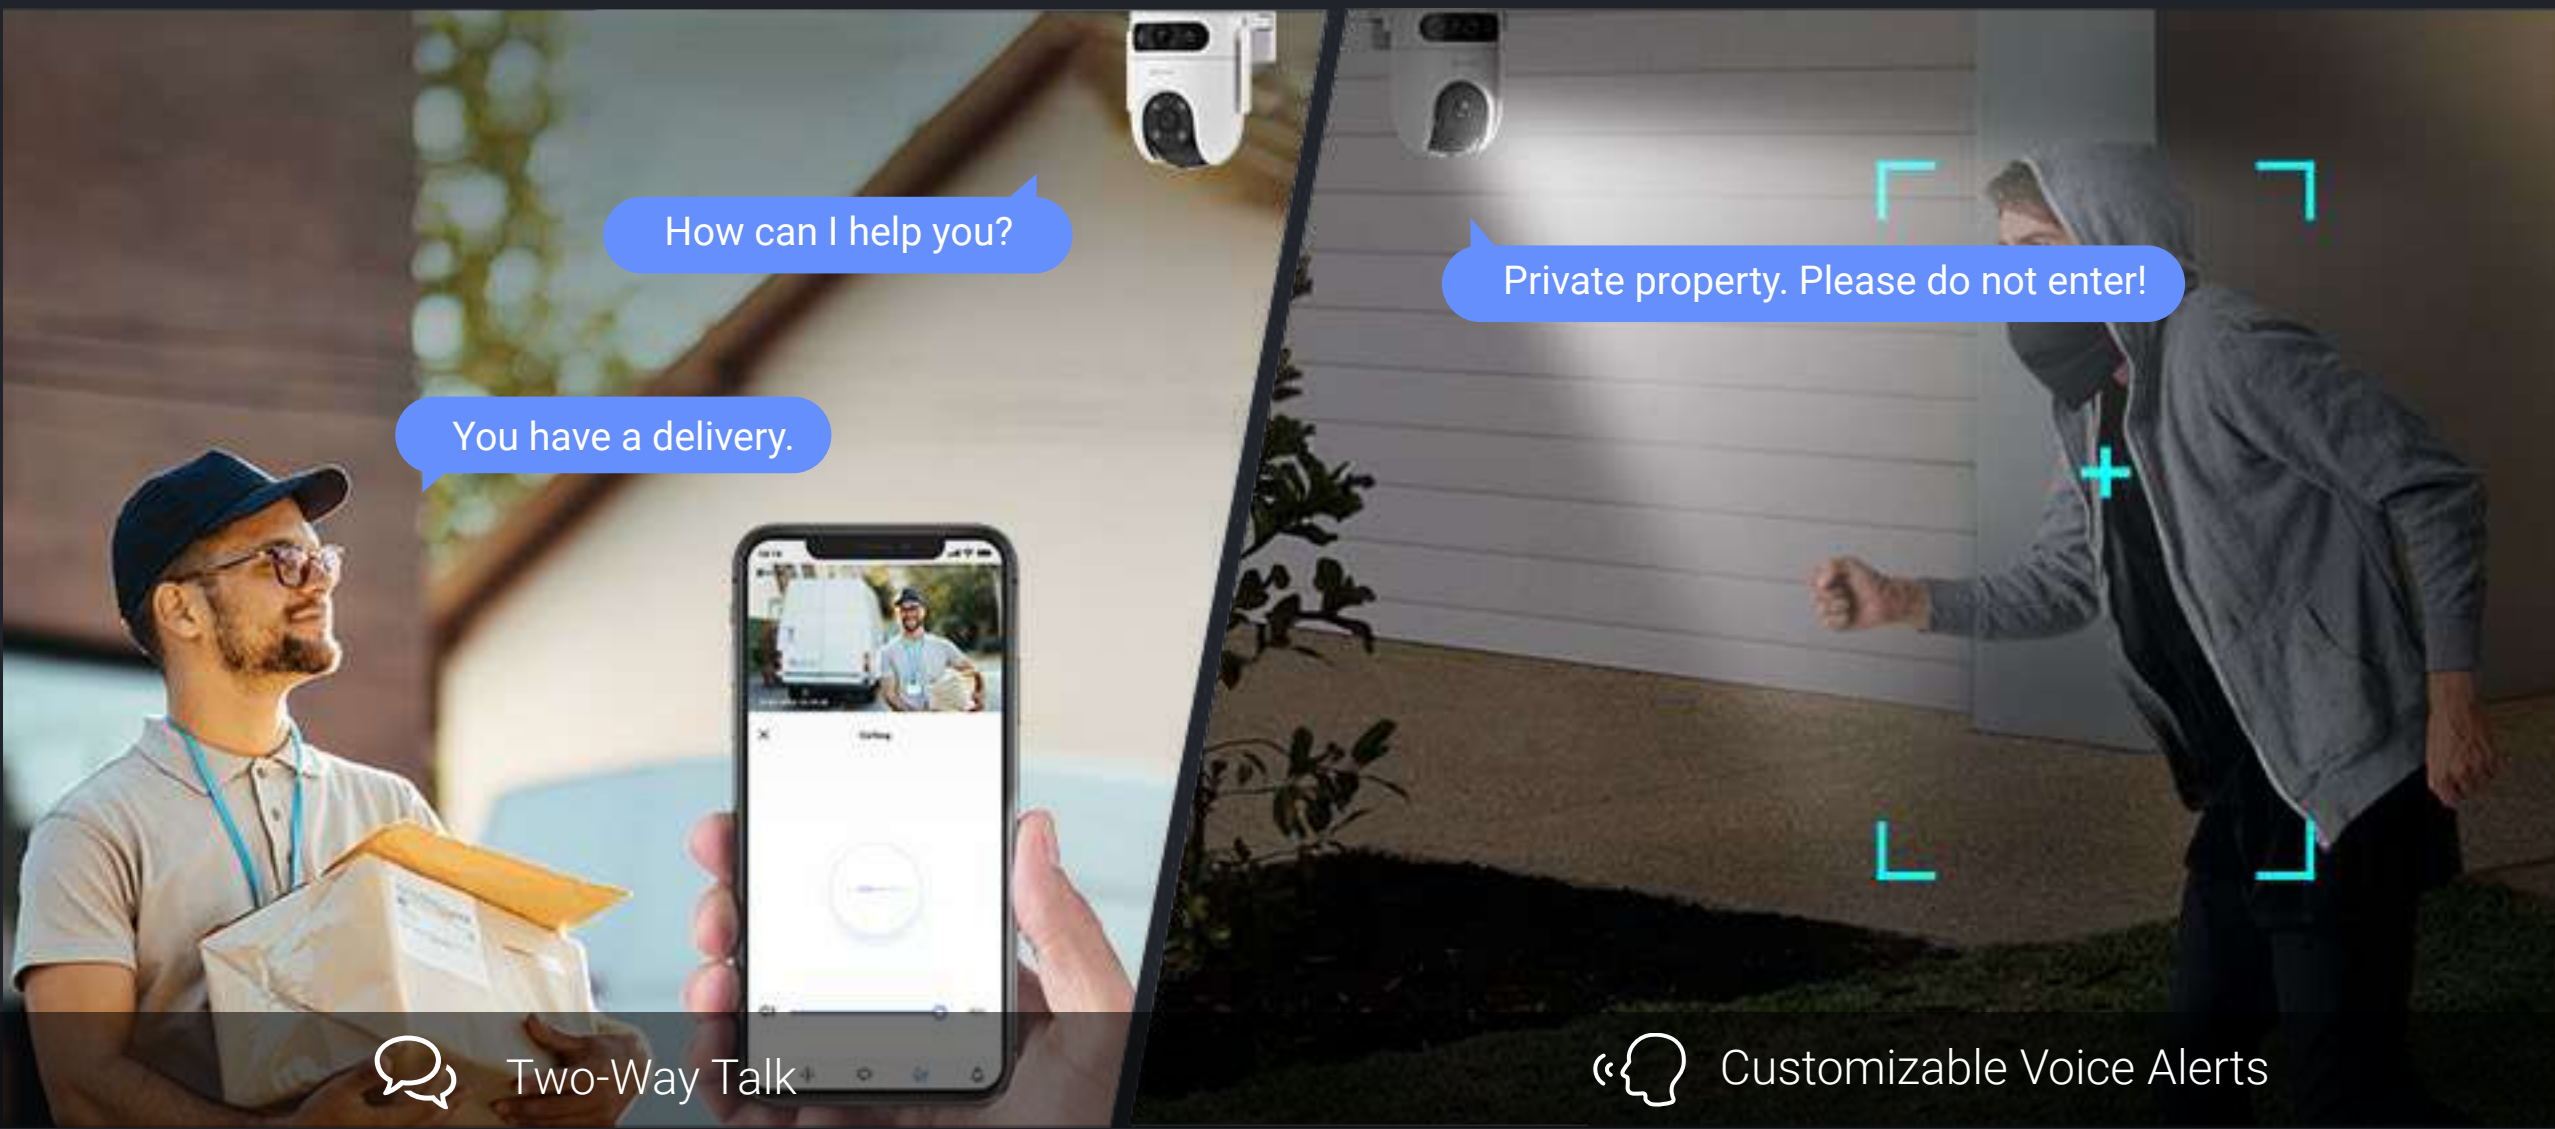 How can I help you?
You have a delivery.
Two-Way Talk
Private property. Please do not enter!
Customizable Voice Alerts